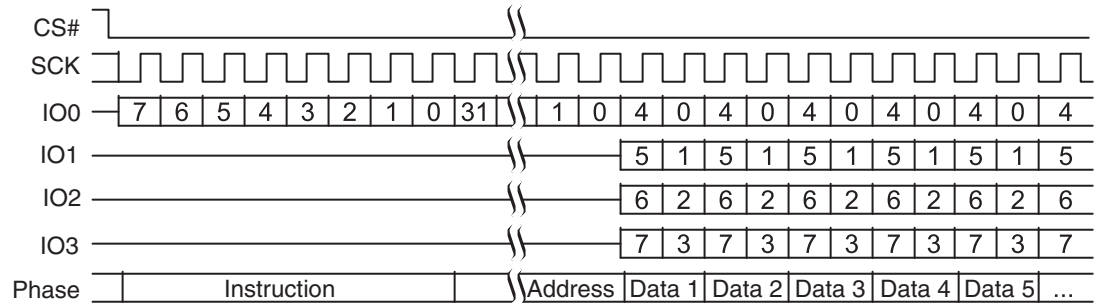 CS#
SCK
IO0 7 6 5 4 3 2 1 0 31 1 0 4 0 4 0 4 0 4 0 4 0 4
IO1 5 1 5 1 5 1 5 1 5 1 5
IO2 6 2 6 2 6 2 6 2 6 2 6
IO3 7 3 7 3 7 3 7 3 7 3 7
Phase Instruction Address Data 1 Data 2 Data 3 Data 4 Data 5 ...